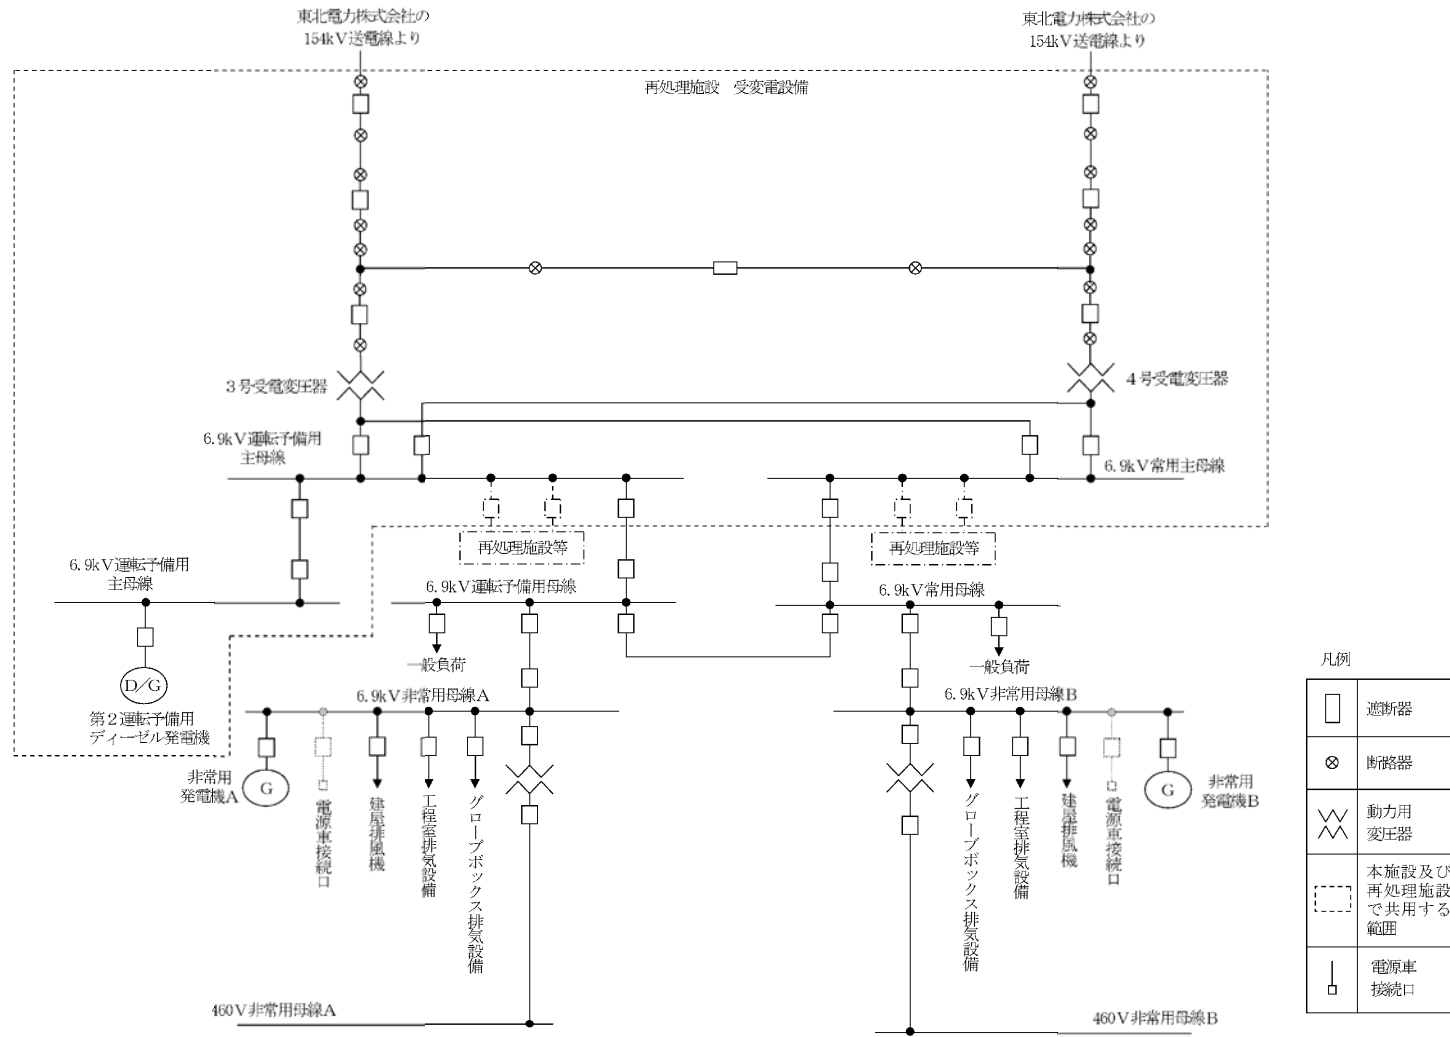 東北電力株式会社の
154kV送電線より
東北電力株式会社の
154kV送電線より
再処理施設　受変電設備
3号受電変圧器
4号受電変圧器
6.9kV運転予備用
主母線
6.9kV常用主母線
再処理施設等
再処理施設等
6.9kV運転予備用
主母線
6.9kV運転予備用母線
6.9kV常用母線
一般負荷
一般負荷
D/G
第2運転予備用
ディーゼル発電機
6.9kV非常用母線A
6.9kV非常用母線B
非常用
発電機A
G
電源車接続口
建屋排風機
工程室排気設備
グローブボックス排気設備
グローブボックス排気設備
工程室排気設備
建屋排風機
電源車接続口
G
非常用
発電機B
460V非常用母線A
460V非常用母線B
凡例
遮断器
断路器
動力用
変圧器
本施設及び
再処理施設
で共用する
範囲
電源車
接続口